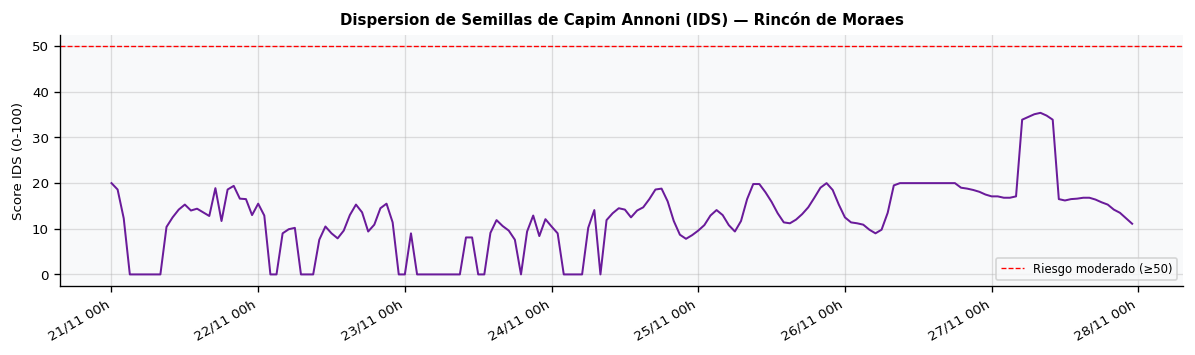 Dispersion de Semillas de Capim Annoni (IDS) — Rincón de Moraes
Score IDS (0-100)
50
40
30
20
10
0
Riesgo moderado (≥50)
21/11 00h
22/11 00h
23/11 00h
24/11 00h
25/11 00h
26/11 00h
27/11 00h
28/11 00h